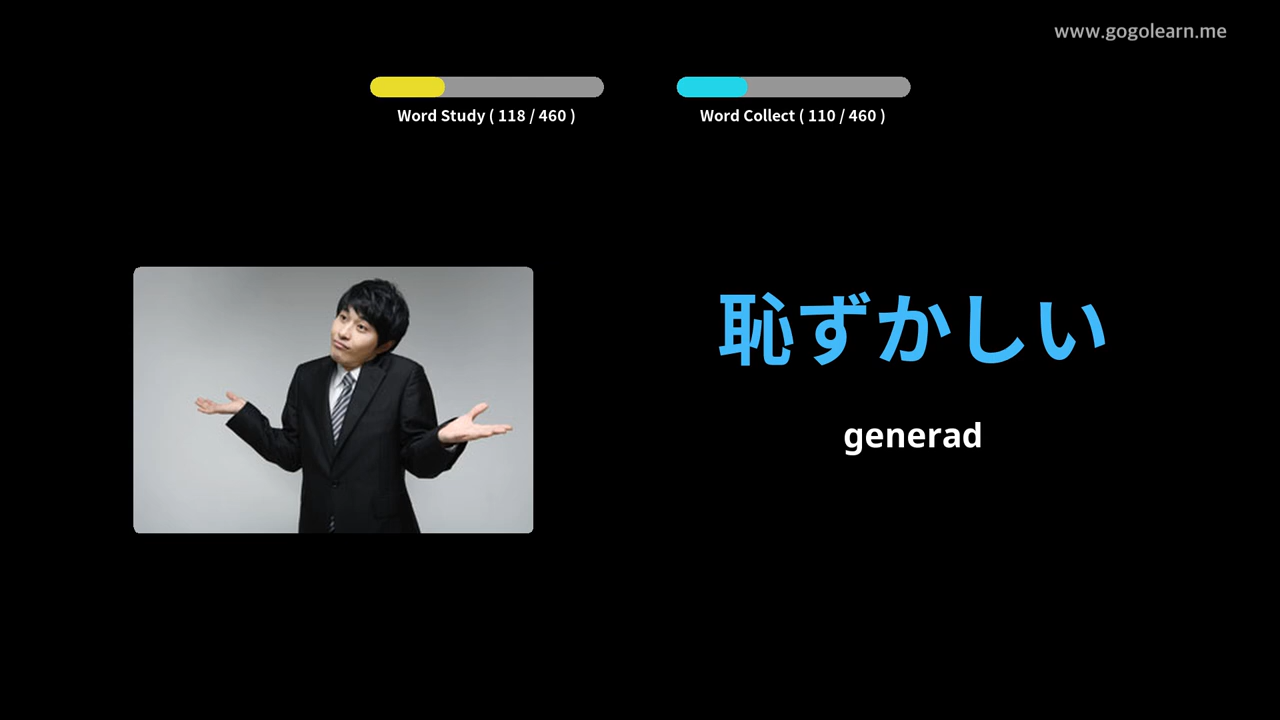 www.gogolearn.me
Word Study ( 118 / 460 )
Word Collect ( 110 / 460 )
恥ずかしい
generad